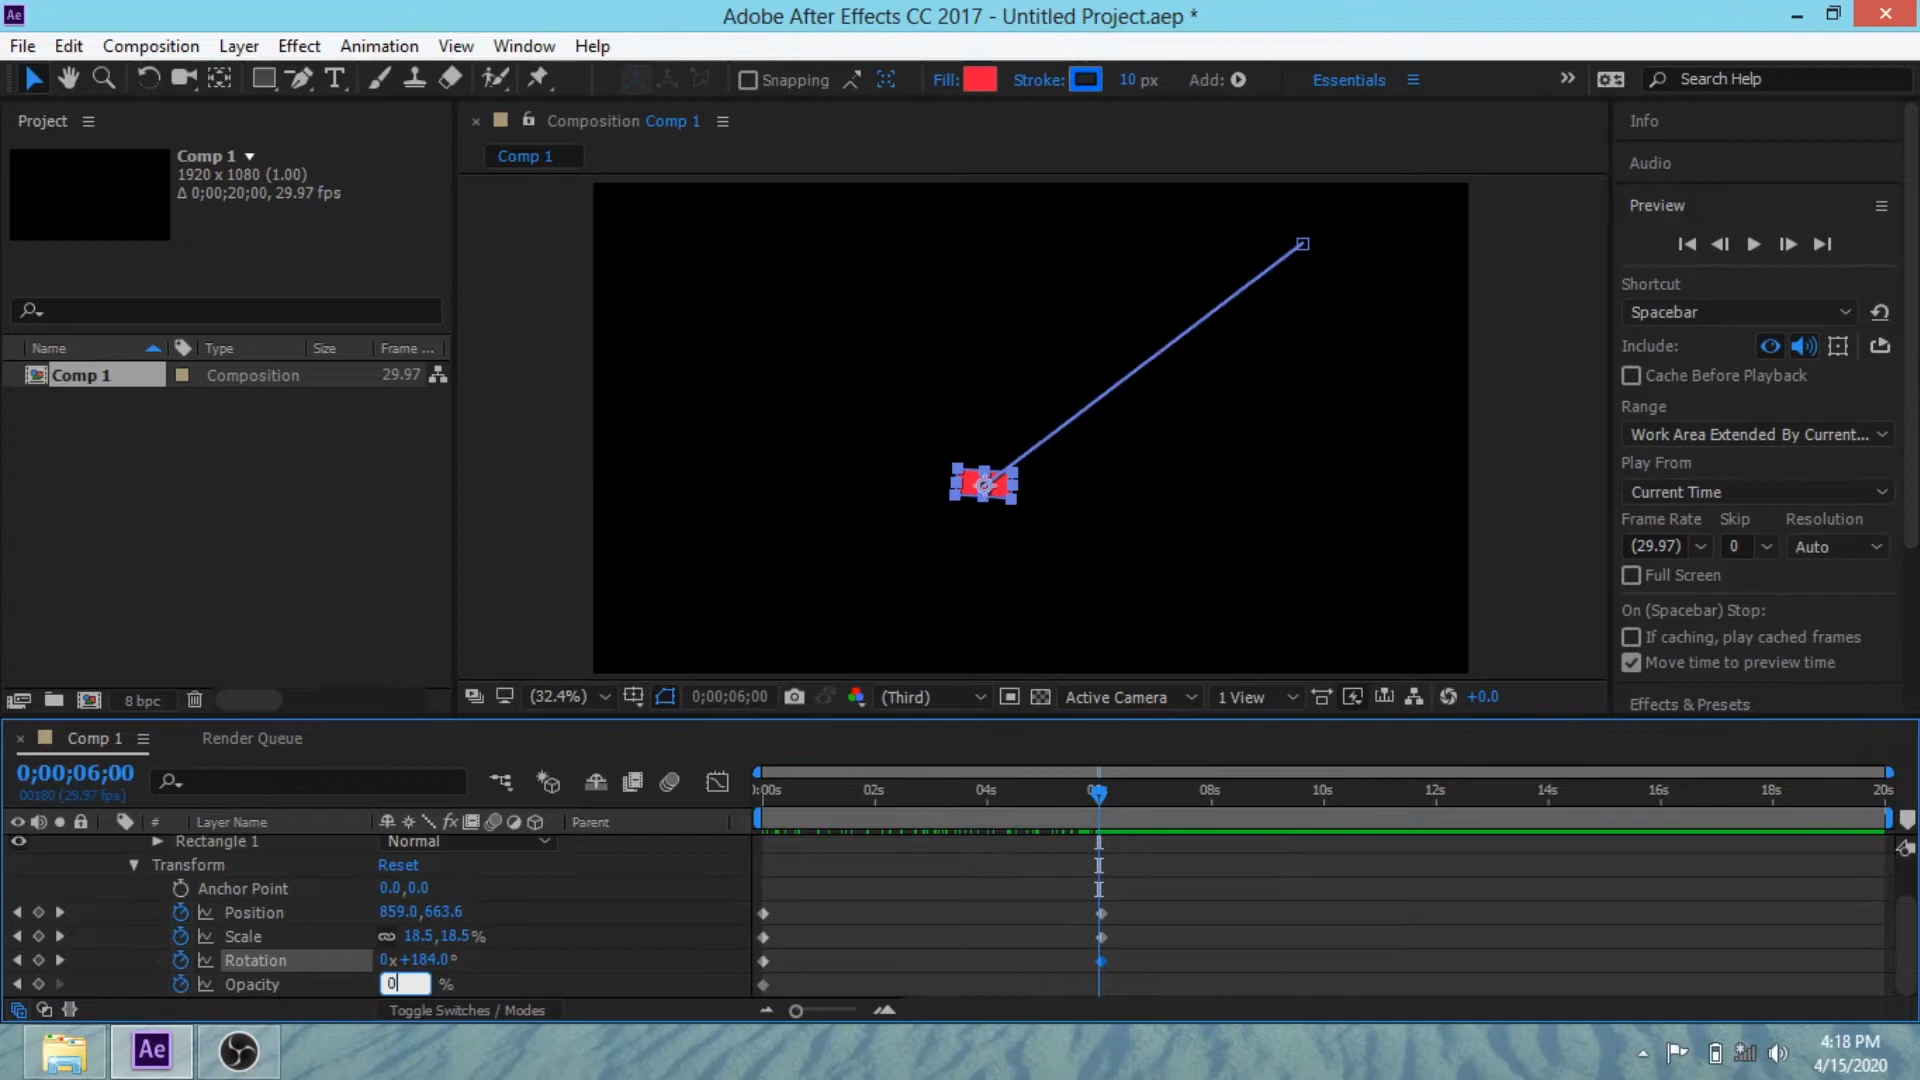 Ae
Adobe After Effects CC 2017 - Untitled Project.aep *
File Edit Composition Layer Effect Animation View Window Help
Snapping Fill: Stroke: 10 px Add: Essentials Search Help
Project
Comp 1
1920 x 1080 (1.00)
Δ 0;00;20;00, 29.97 fps
Name Type Size Frame ...
Comp 1 Composition 29.97
8 bpc
Composition Comp 1
Comp 1
(32.4%) 0;00;06;00 (Third) Active Camera 1 View +0.0
Info
Audio
Preview
Shortcut
Spacebar
Include:
Cache Before Playback
Range
Work Area Extended By Current...
Play From
Current Time
Frame Rate Skip Resolution
(29.97) 0 Auto
Full Screen
On (Spacebar) Stop:
If caching, play cached frames
Move time to preview time
Effects & Presets
Comp 1 Render Queue
0;00;06;00
00180 (29.97 fps)
):00s 02s 04s 08s 10s 12s 14s 16s 18s 20s
# Layer Name fx Parent
Rectangle 1 Normal
Transform Reset
Anchor Point 0.0,0.0
Position 859.0,663.6
Scale 18.5,18.5%
Rotation 0x+184.0°
Opacity 0 %
Toggle Switches / Modes
Ae
4:18 PM
4/15/2020